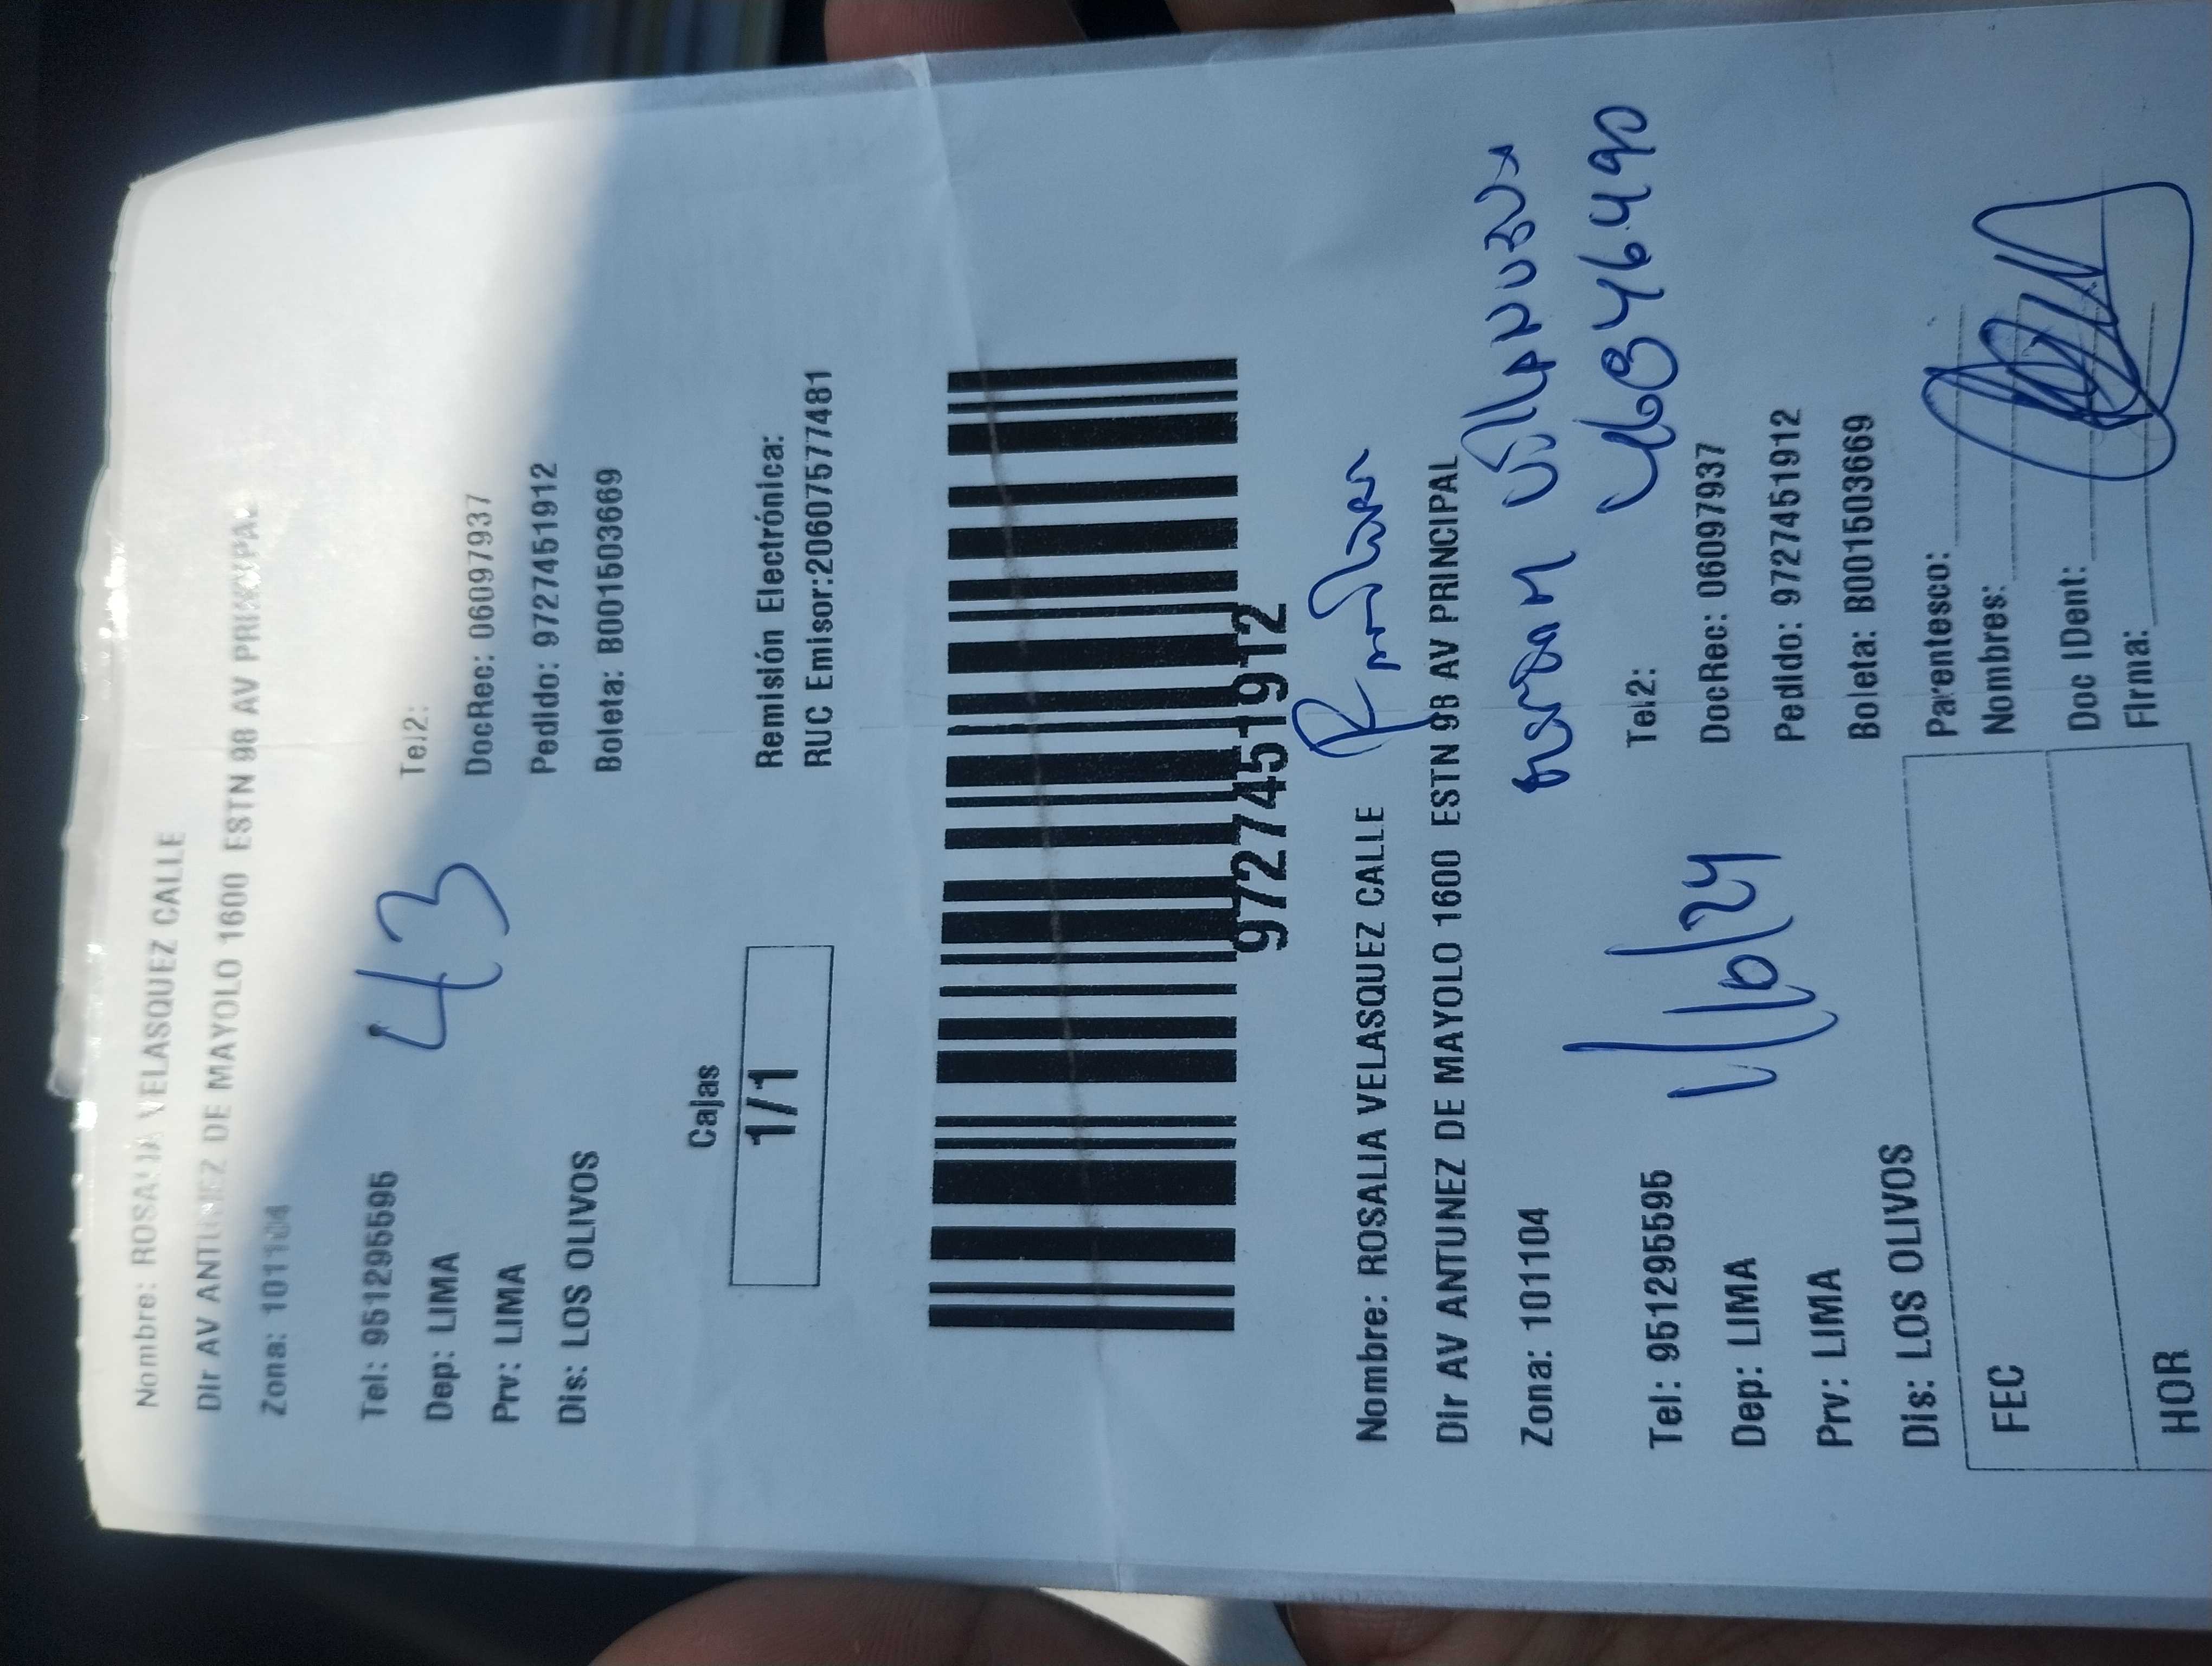 Nombre: ROSALIA VELASQUEZ CALLE
Dir AV ANTUNEZ DE MAYOLO 1600 ESTN 98 AV PRINCIPAL
Zona: 101104
43
Tel: 951295595 Tel2:
Dep: LIMA DocRec: 06097937
Prv: LIMA Pedido: 9727451912
Dis: LOS OLIVOS Boleta: B001503669
Cajas
1/1
Remisión Electrónica:
RUC Emisor:20607577481
9727451912
Nombre: ROSALIA VELASQUEZ CALLE
Dir AV ANTUNEZ DE MAYOLO 1600 ESTN 98 AV PRINCIPAL
Zona: 101104
Tel: 951295595 Tel2:
Dep: LIMA DocRec: 06097937
Prv: LIMA Pedido: 9727451912
Dis: LOS OLIVOS Boleta: B001503669
FEC Parentesco:
Nombres:
HOR Doc IDent:
Firma: